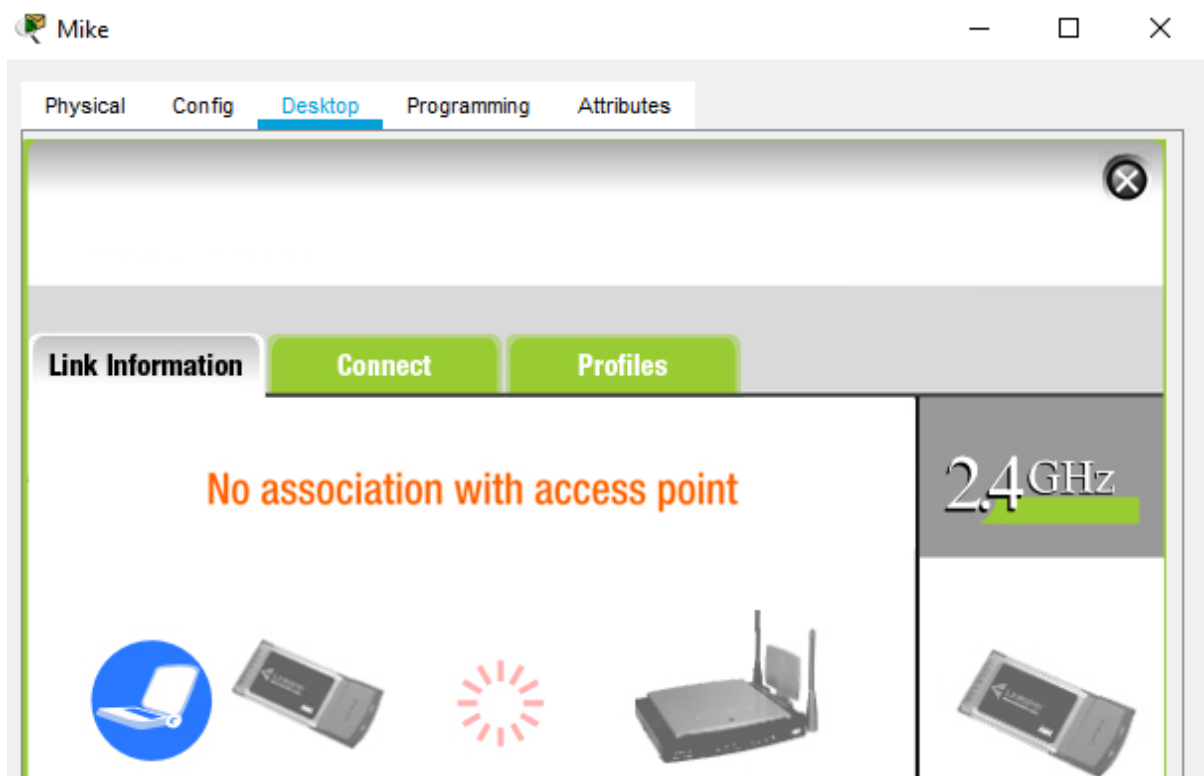 Mike
Physical Config Desktop Programming Attributes
Link Information Connect Profiles
No association with access point
2.4GHz